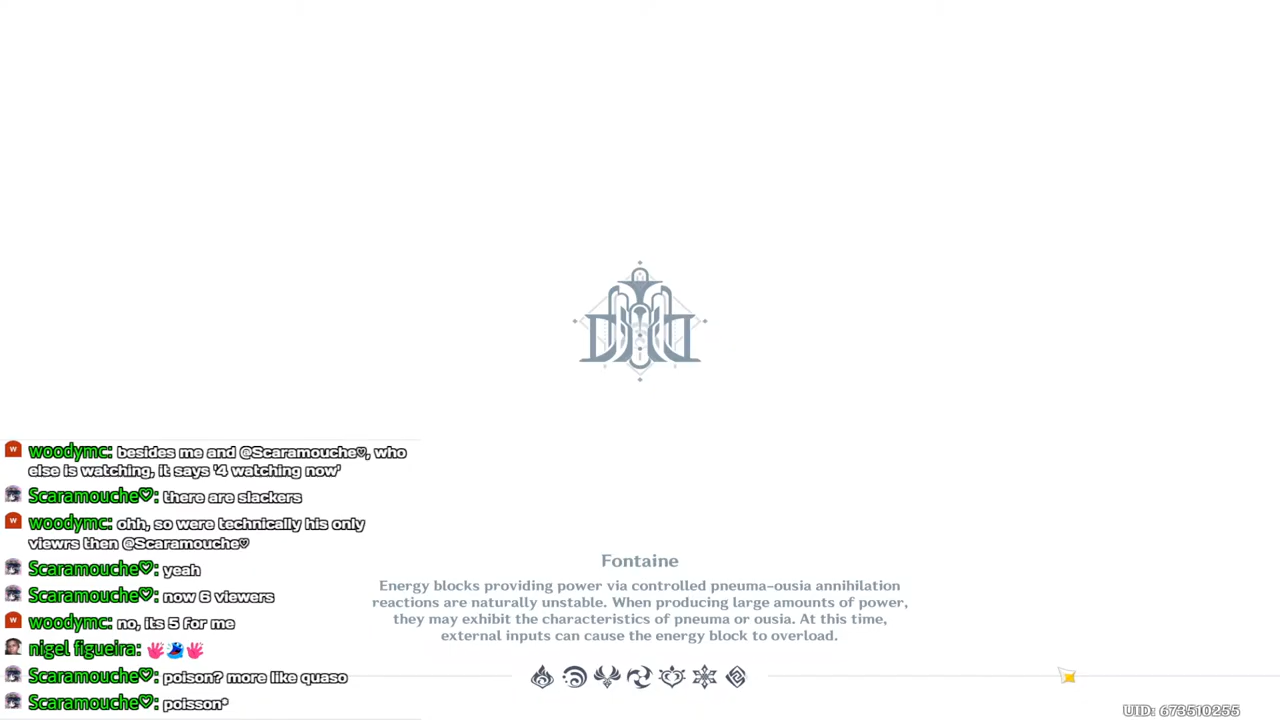 woodymc: besides me and @Scaramouche♡, who
else is watching, it says '4 watching now'
Scaramouche♡: there are slackers
woodymc: ohh, so were technically his only
viewrs then @Scaramouche♡
Scaramouche♡: yeah
Scaramouche♡: now 6 viewers
woodymc: no, its 5 for me
nigel figueira:
Scaramouche♡: poison? more like quaso
Scaramouche♡: poisson*
Fontaine
Energy blocks providing power via controlled pneuma-ousia annihilation
reactions are naturally unstable. When producing large amounts of power,
they may exhibit the characteristics of pneuma or ousia. At this time,
external inputs can cause the energy block to overload.
UID: 673510255